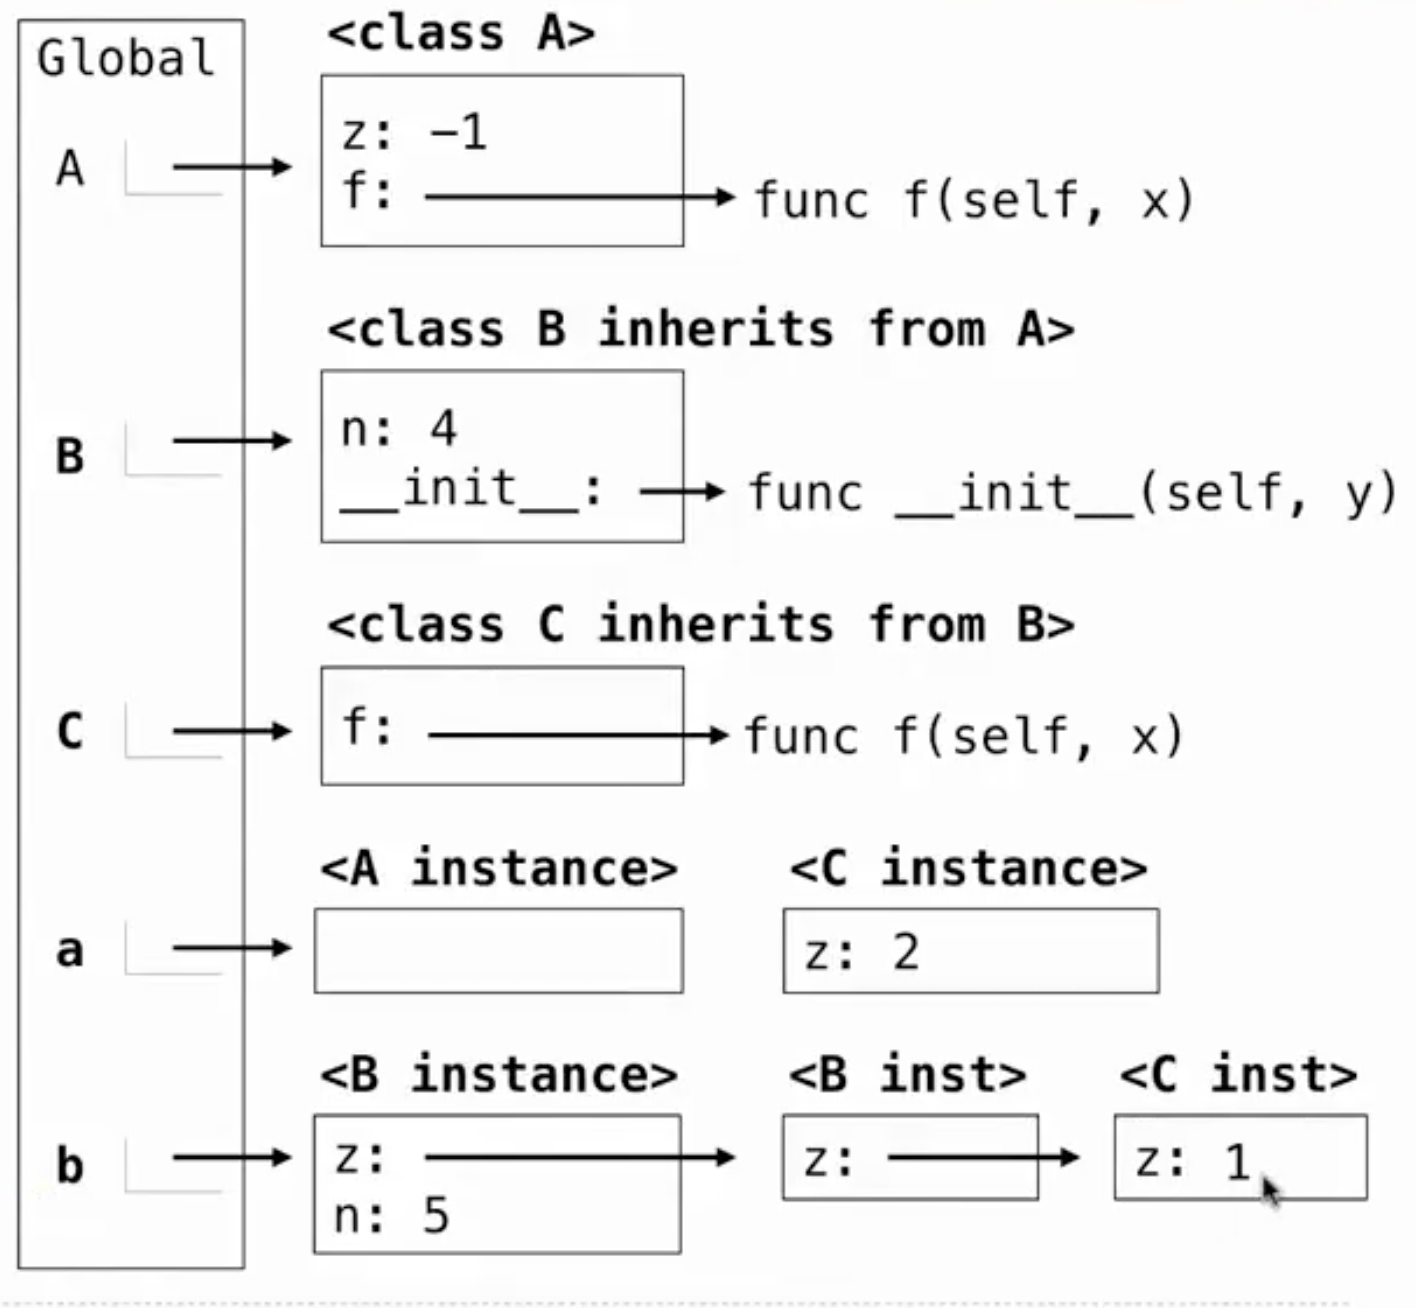 Global
<class A>
A
z: −1
f:
func f(self, x)
<class B inherits from A>
B
n: 4
__init__:
func __init__(self, y)
<class C inherits from B>
C
f:
func f(self, x)
<A instance>
<C instance>
a
z: 2
<B instance>
<B inst>
<C inst>
b
z:
n: 5
z:
z: 1